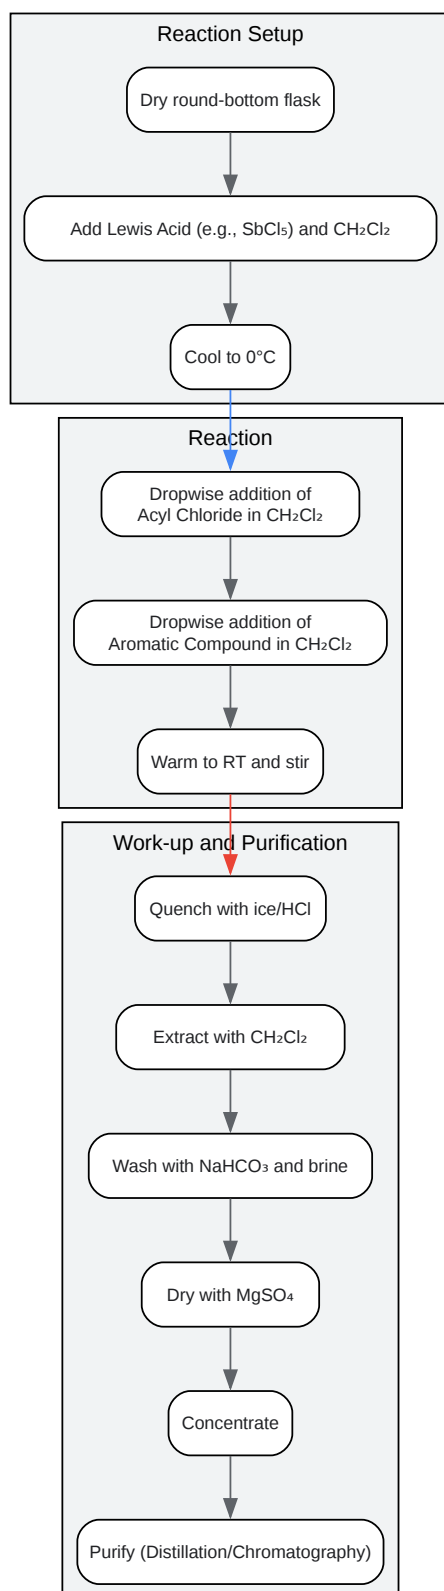 Reaction Setup
Dry round-bottom flask
Add Lewis Acid (e.g., SbCl₅) and CH₂Cl₂
Cool to 0°C
Reaction
Dropwise addition of
Acyl Chloride in CH₂Cl₂
Dropwise addition of
Aromatic Compound in CH₂Cl₂
Warm to RT and stir
Work-up and Purification
Quench with ice/HCl
Extract with CH₂Cl₂
Wash with NaHCO₃ and brine
Dry with MgSO₄
Concentrate
Purify (Distillation/Chromatography)